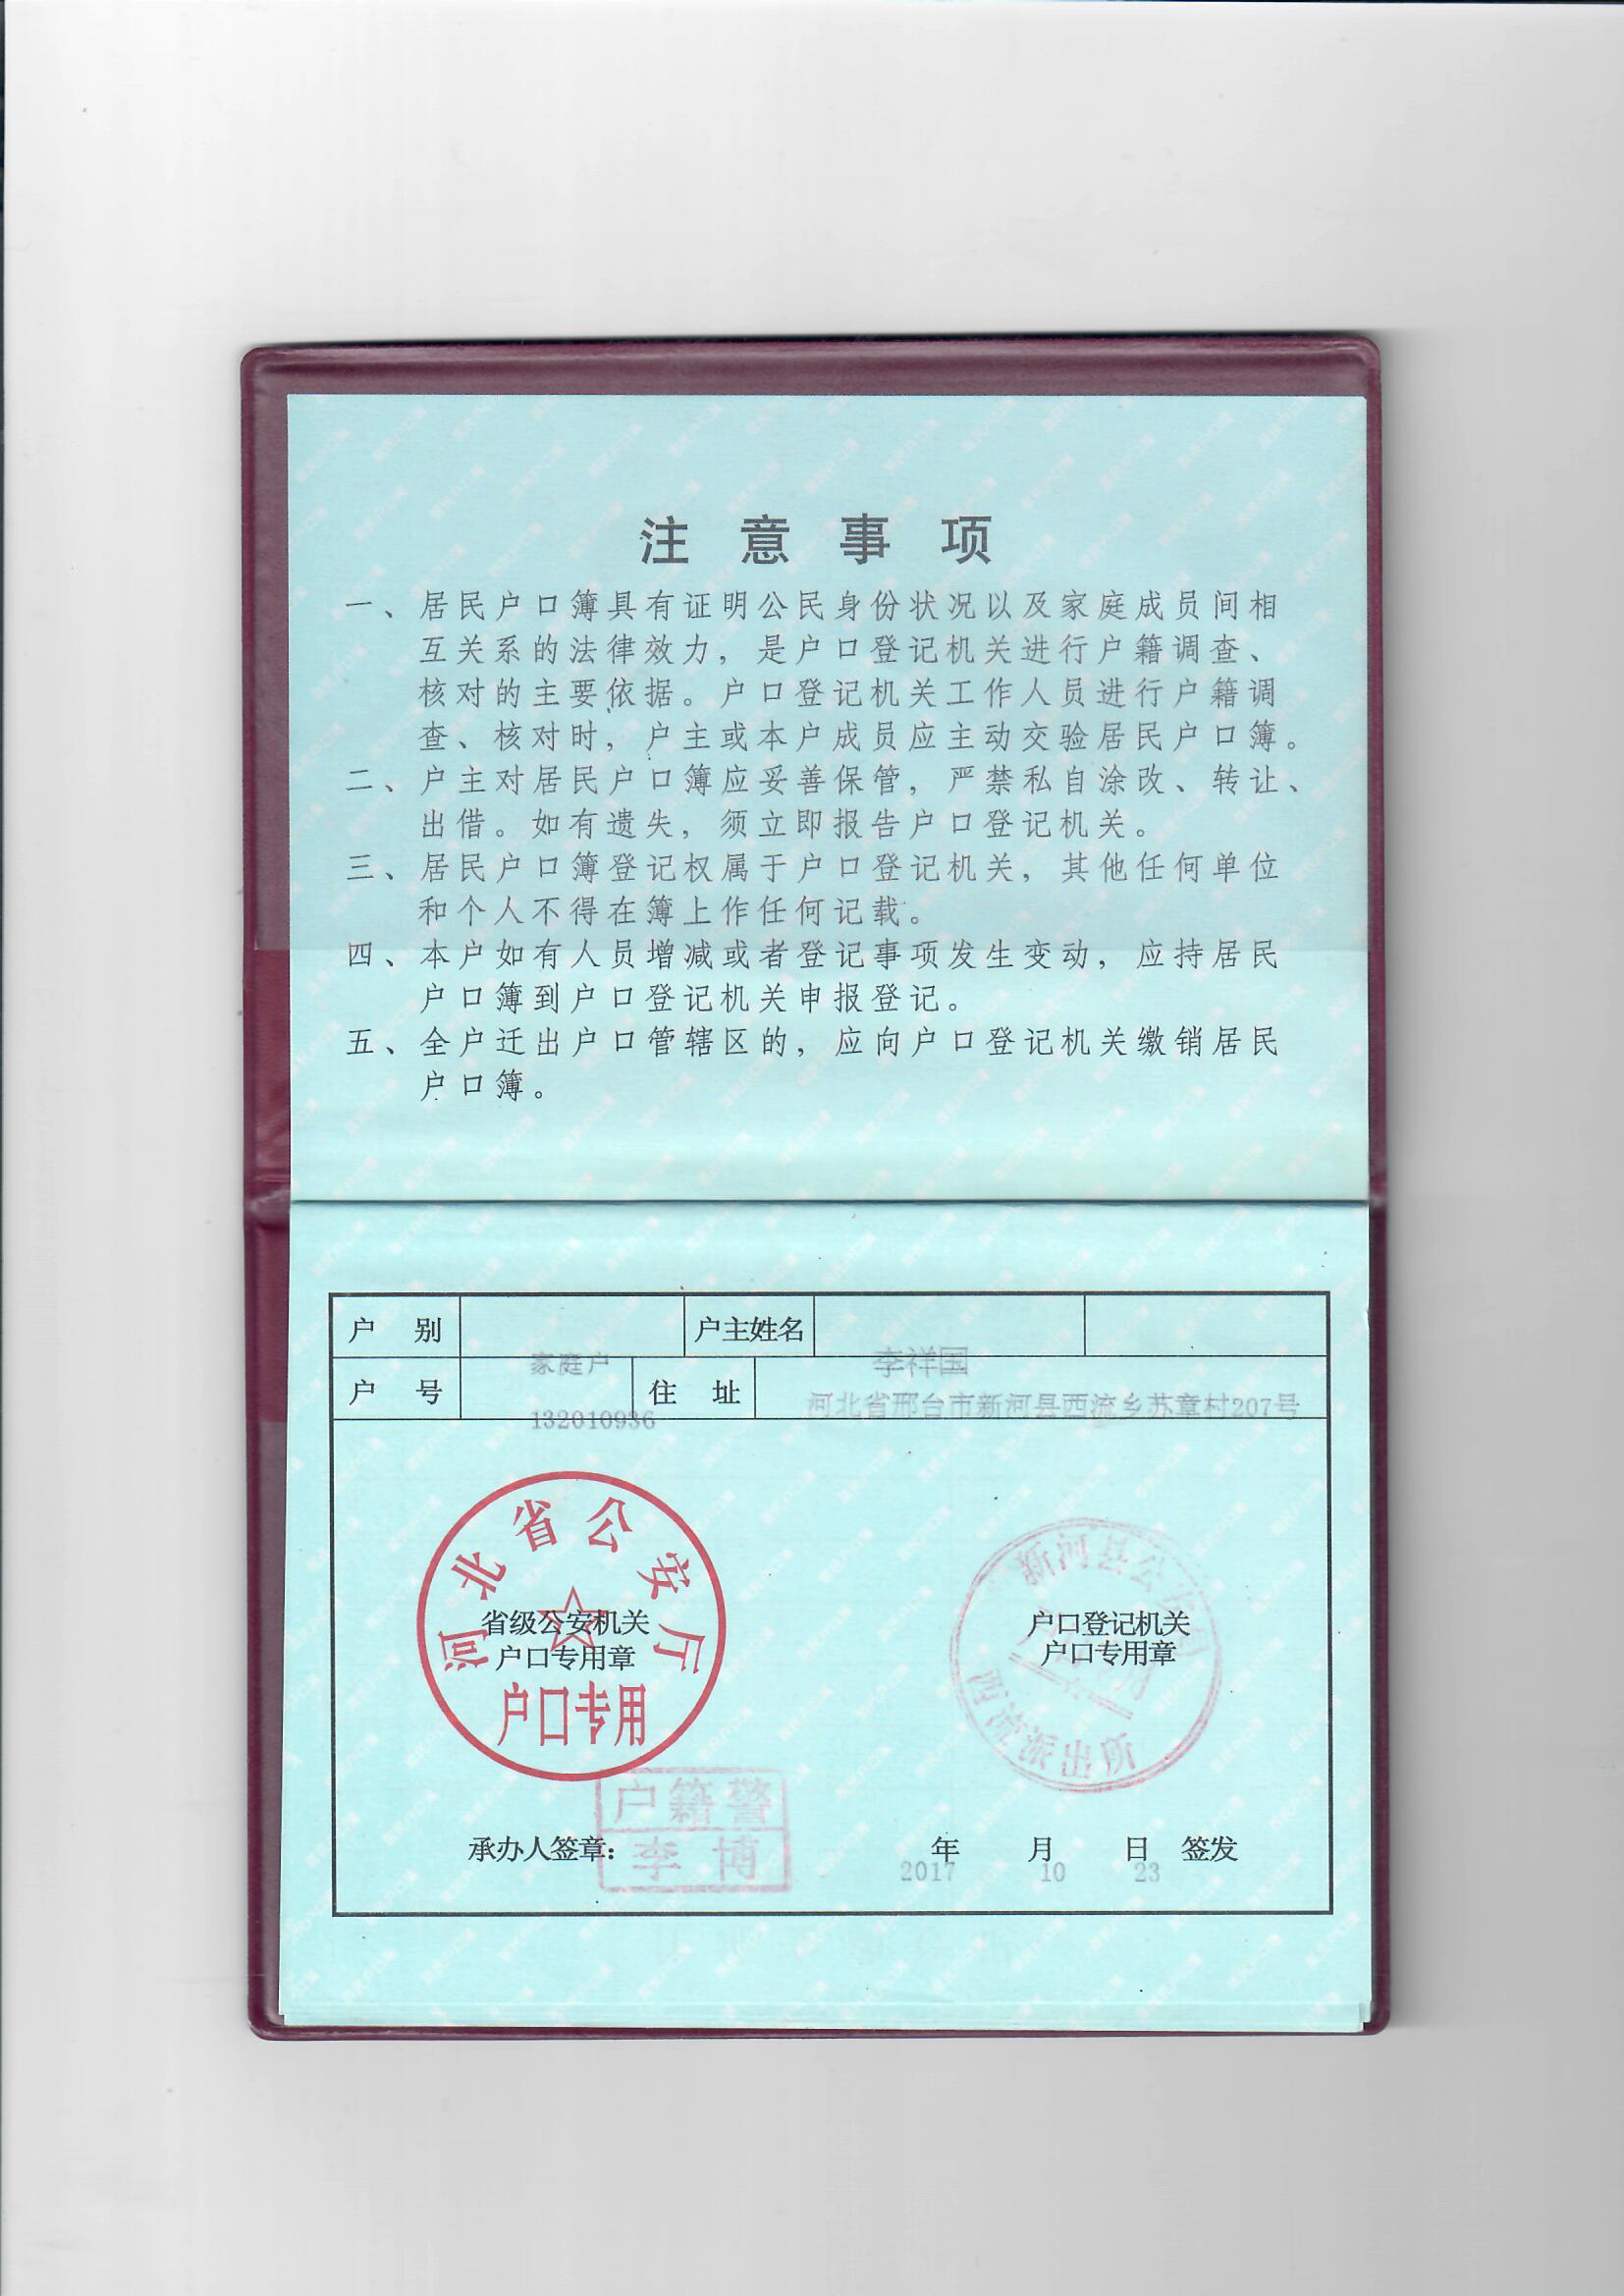 注意事项
一、居民户口簿具有证明公民身份状况以及家庭成员间相
互关系的法律效力，是户口登记机关进行户籍调查、
核对的主要依据。户口登记机关工作人员进行户籍调
查、核对时，户主或本户成员应主动交验居民户口簿。
二、户主对居民户口簿应妥善保管，严禁私自涂改、转让、
出借。如有遗失，须立即报告户口登记机关。
三、居民户口簿登记权属于户口登记机关，其他任何单位
和个人不得在簿上作任何记载。
四、本户如有人员增减或者登记事项发生变动，应持居民
户口簿到户口登记机关申报登记。
五、全户迁出户口管辖区的，应向户口登记机关缴销居民
户口簿。
户别 户主姓名
家庭户 李祥国
户号 住址
132010936 河北省邢台市新河县西流乡苏章村207号
河北省公安厅
省级公安机关
户口专用章
户口专用
新河县公安局
户口登记机关
户口专用章
西流派出所
户籍警
李博
承办人签章： 年 月 日 签发
2017 10 23